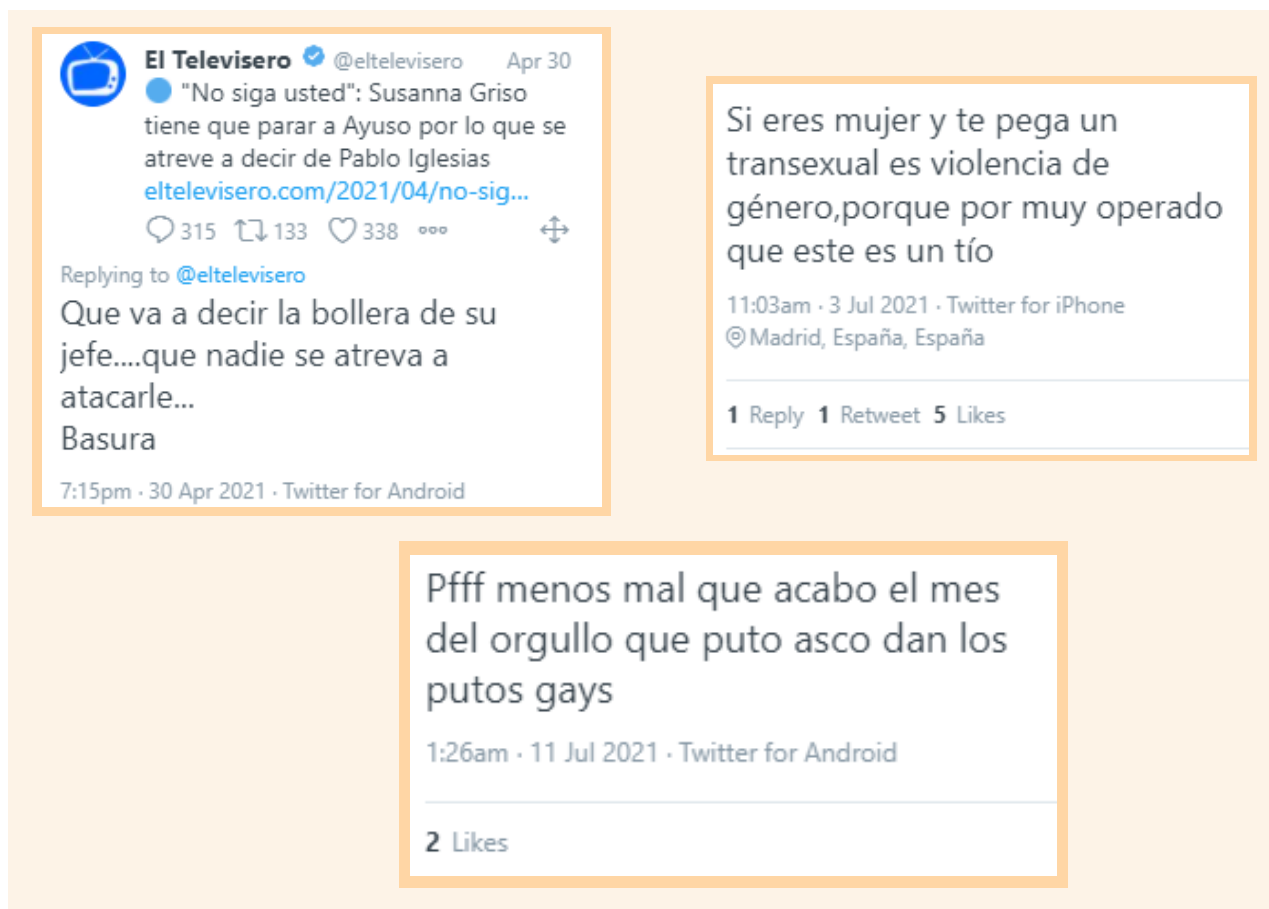 El Televisero @eltelevisero Apr 30
"No siga usted": Susanna Griso
tiene que parar a Ayuso por lo que se
atreve a decir de Pablo Iglesias
eltelevisero.com/2021/04/no-sig...
315 133 338
Replying to @eltelevisero
Que va a decir la bollera de su
jefe....que nadie se atreva a
atacarle...
Basura
7:15pm · 30 Apr 2021 · Twitter for Android
Si eres mujer y te pega un
transexual es violencia de
género,porque por muy operado
que este es un tío
11:03am · 3 Jul 2021 · Twitter for iPhone
Madrid, España, España
1 Reply 1 Retweet 5 Likes
Pfff menos mal que acabo el mes
del orgullo que puto asco dan los
putos gays
1:26am · 11 Jul 2021 · Twitter for Android
2 Likes